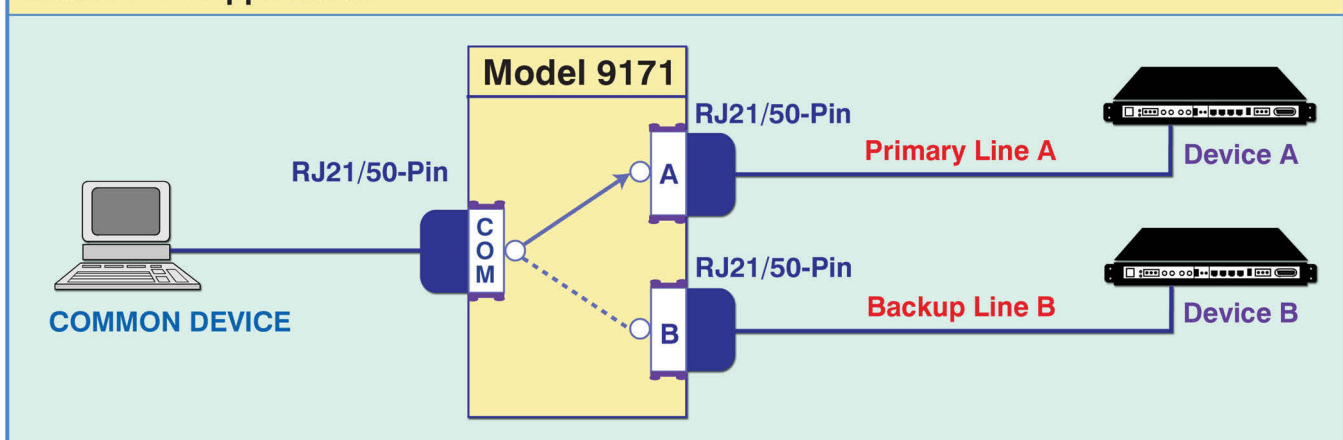 Model 9171
RJ21/50-Pin
RJ21/50-Pin
Primary Line A
Device A
A
COM
COMMON DEVICE
RJ21/50-Pin
Backup Line B
Device B
B